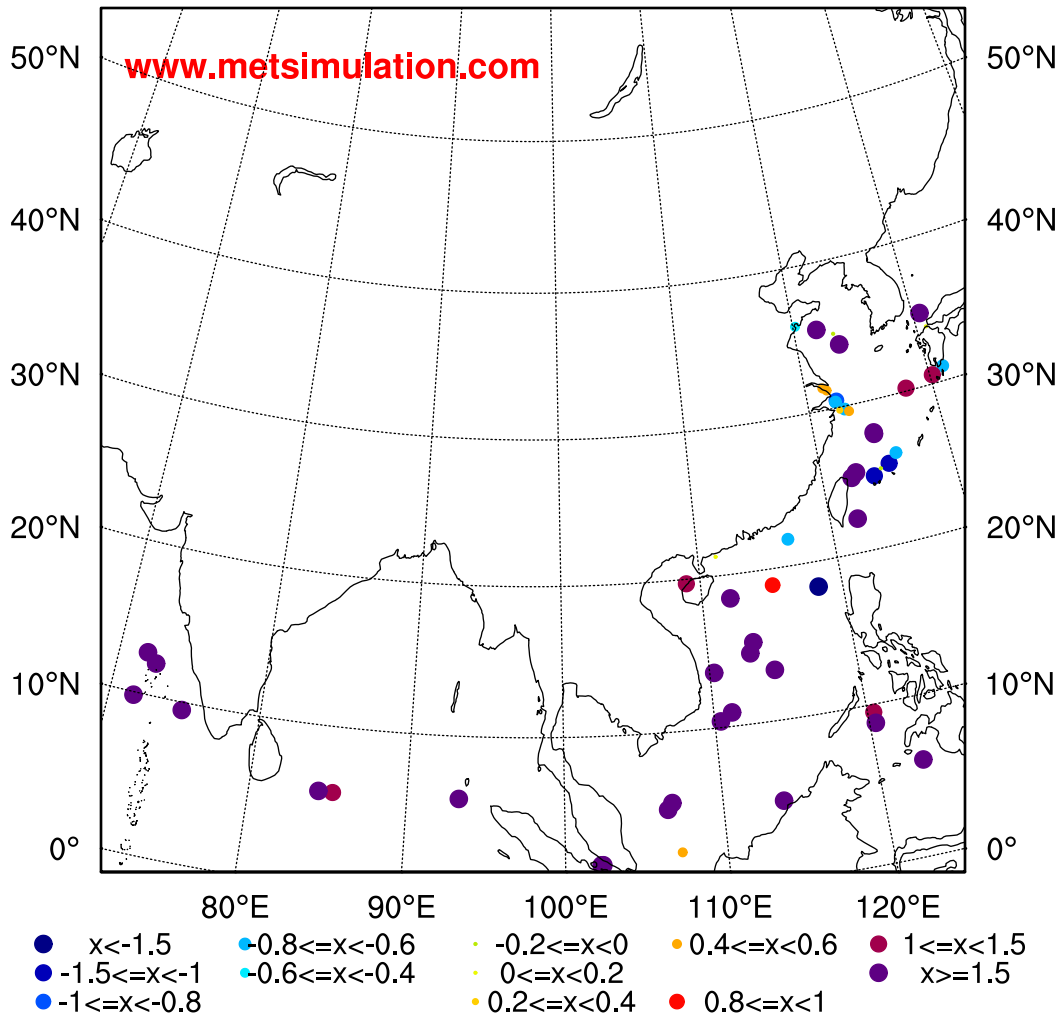 50°N 50°N
www.metsimulation.com
40°N 40°N
30°N 30°N
20°N 20°N
10°N 10°N
0° 0°
80°E 90°E 100°E 110°E 120°E
x<-1.5 -0.8<=x<-0.6 -0.2<=x<0 0.4<=x<0.6 1<=x<1.5
-1.5<=x<-1 -0.6<=x<-0.4 0<=x<0.2 x>=1.5
-1<=x<-0.8 0.2<=x<0.4 0.8<=x<1